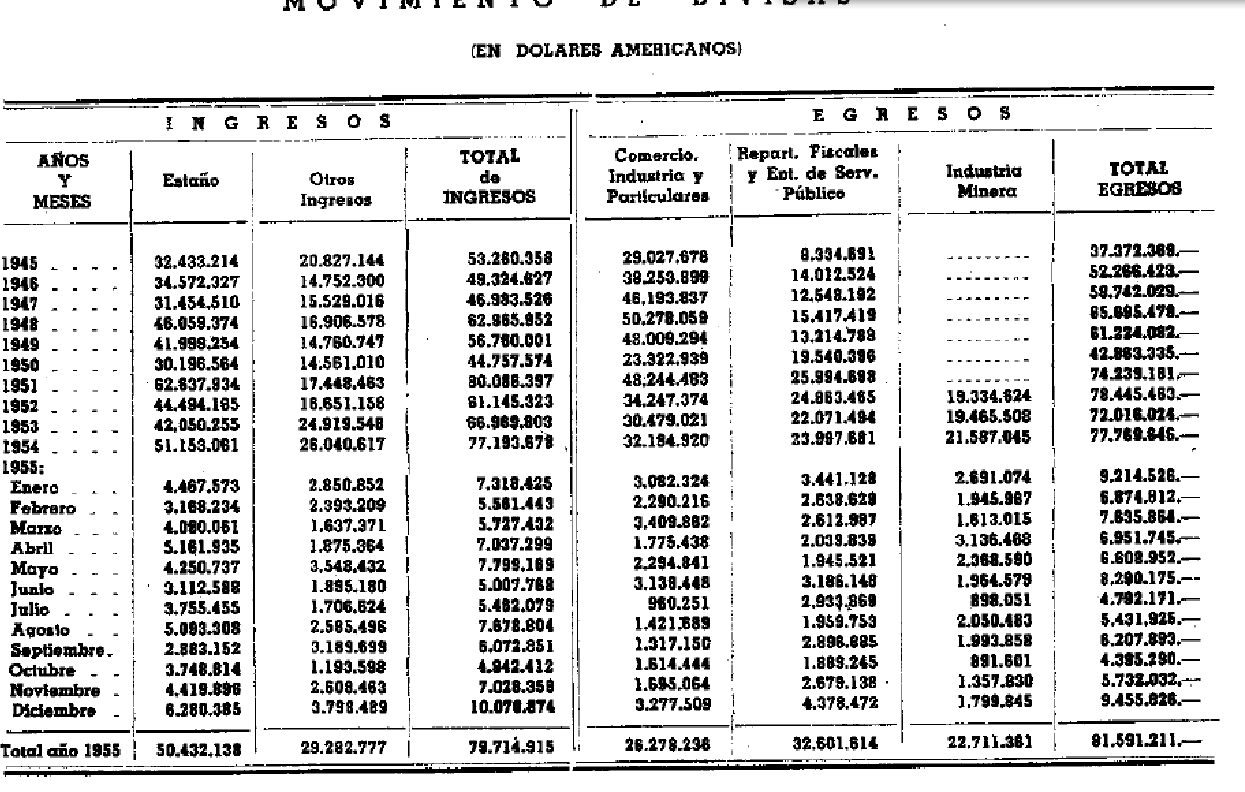 MOVIMIENTO DE DIVISAS
(EN DOLARES AMERICANOS)
INGRESOS EGRESOS
AÑOS Y MESES Estaño Otros Ingresos TOTAL de INGRESOS Comercio. Industria y Particulares Repart. Fiscales y Ent. de Serv. Público Industria Minera TOTAL EGRESOS
1945 . . . . 32.433.214 20.827.144 53.260.358 29.027.678 8.334.691 ......... 37.372.369.—
1946 . . . . 34.572.327 14.752.300 49.324.627 38.253.899 14.012.524 ......... 52.266.423.—
1947 . . . . 31.454.510 15.529.016 46.983.526 46.193.837 12.548.192 ......... 58.742.029.—
1948 . . . . 46.059.374 16.906.578 62.965.952 50.278.059 15.417.419 ......... 65.695.478.—
1949 . . . . 41.999.254 14.760.747 56.760.001 48.009.294 13.214.788 ......... 61.224.082.—
1950 . . . . 30.196.564 14.561.010 44.757.574 23.322.939 19.540.396 ......... 42.863.335.—
1951 . . . . 62.637.934 17.448.463 80.086.397 48.244.463 25.994.698 ......... 74.239.161.—
1952 . . . . 44.494.165 16.651.158 61.145.323 34.247.374 24.863.465 19.334.624 78.445.463.—
1953 . . . . 42.050.255 24.919.548 66.969.803 30.479.021 22.071.494 19.465.509 72.016.024.—
1954 . . . . 51.153.061 26.040.617 77.193.678 32.184.920 23.997.681 21.587.045 77.769.646.—
1955:
Enero . . . 4.467.573 2.850.852 7.318.425 3.082.324 3.441.128 2.691.074 9.214.526.—
Febrero . . 3.168.234 2.393.209 5.561.443 2.290.216 2.638.629 1.945.967 6.874.812.—
Marzo . . . 4.090.061 1.637.371 5.727.432 3.409.862 2.612.987 1.613.015 7.635.864.—
Abril . . . 5.161.935 1.875.364 7.037.299 1.775.438 2.039.839 3.136.468 6.951.745.—
Mayo . . . 4.250.737 3.548.432 7.799.169 2.294.841 1.945.521 2.368.590 6.608.952.—
Junio . . . 3.112.588 1.895.180 5.007.768 3.139.448 3.186.148 1.964.579 8.290.175.—
Julio . . . 3.755.455 1.706.624 5.462.079 960.251 2.933.869 898.051 4.792.171.—
Agosto . . 5.093.308 2.585.496 7.678.804 1.421.689 1.959.753 2.050.483 5.431.925.—
Septiembre . 2.883.152 3.189.699 6.072.851 1.317.150 2.896.885 1.993.858 6.207.893.—
Octubre . . 3.748.814 1.193.598 4.942.412 1.614.444 1.889.245 891.601 4.395.290.—
Noviembre . 4.419.896 2.608.463 7.028.359 1.695.064 2.679.138 1.357.830 5.732.032.—
Diciembre . 6.280.385 3.798.489 10.078.874 3.277.509 4.378.472 1.799.845 9.455.826.—
Total año 1955 50.432.138 29.282.777 79.714.915 26.278.236 32.601.614 22.711.361 81.591.211.—